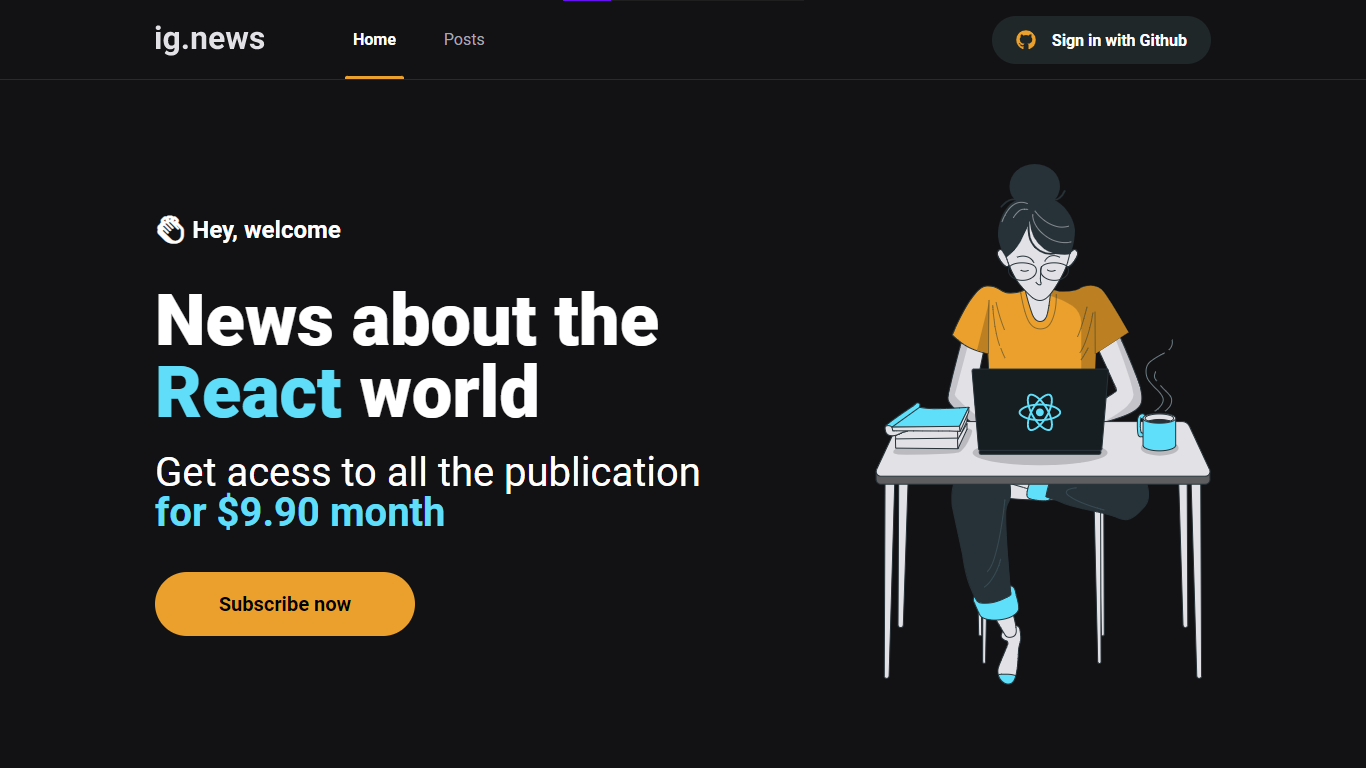 ig.news
Home
Posts
Sign in with Github
Hey, welcome
News about the
React world
Get acess to all the publication
for $9.90 month
Subscribe now